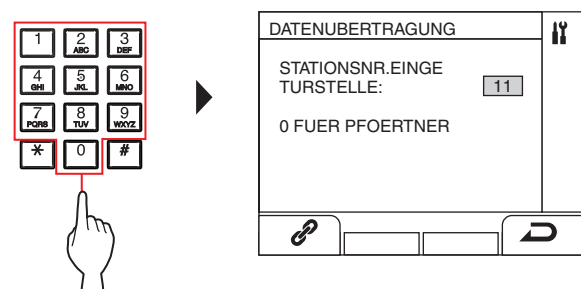 1 2 3
ABC DEF
4 5 6
GHI JKL MNO
7 8 9
PQRS TUV WXYZ
* 0 #
DATENUBERTRAGUNG
STATIONSNR.EINGE
TURSTELLE: 11
0 FUER PFOERTNER